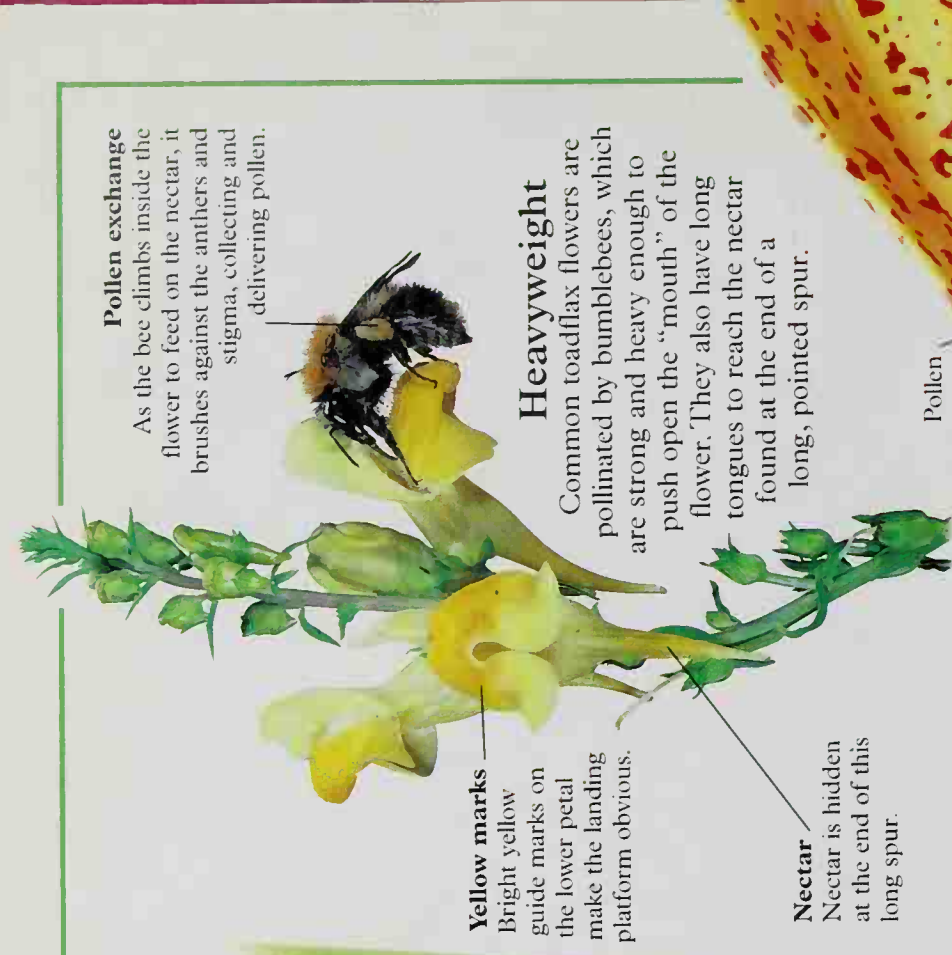 Pollen exchange
As the bee climbs inside the
flower to feed on the nectar, it
brushes against the anthers and
stigma, collecting and
delivering pollen.
Heavyweight
Common toadflax flowers are
pollinated by bumblebees, which
are strong and heavy enough to
push open the “mouth” of the
flower. They also have long
tongues to reach the nectar
found at the end of a
long, pointed spur.
Yellow marks
Bright yellow
guide marks on
the lower petal
make the landing
platform obvious.
Nectar
Nectar is hidden
at the end of this
long spur.
Pollen